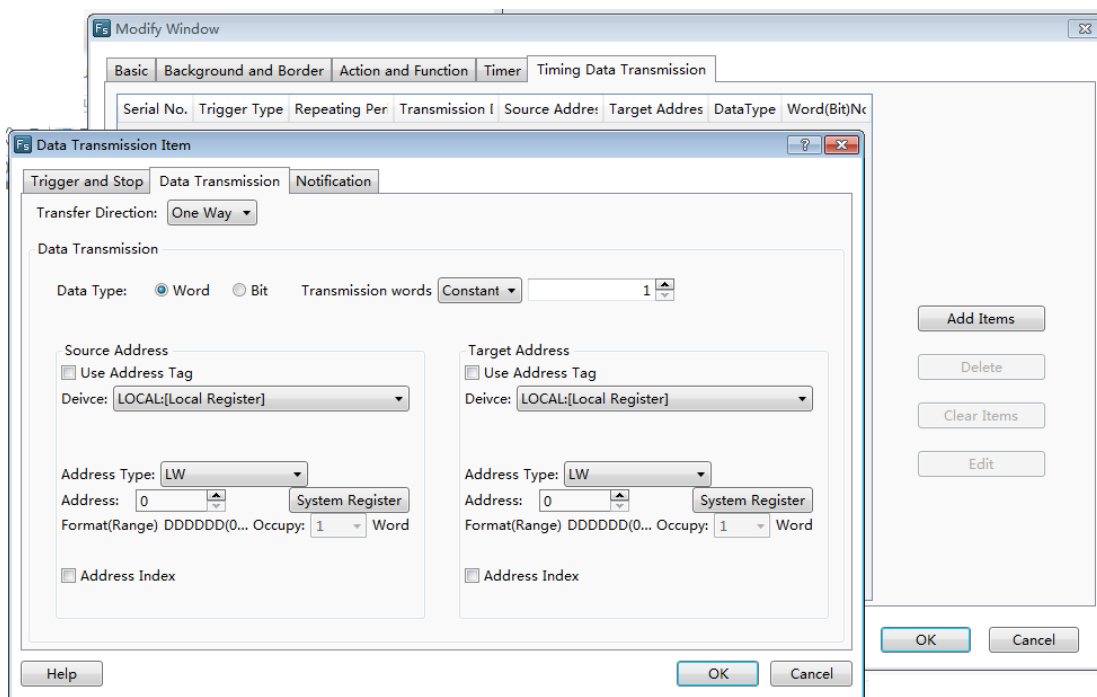 Fs Modify Window
Basic Background and Border Action and Function Timer Timing Data Transmission
Serial No. Trigger Type Repeating Per Transmission Source Addre Target Addres DataType Word(Bit)
Fs Data Transmission Item ?
Trigger and Stop Data Transmission Notification
Transfer Direction: One Way
Data Transmission
Data Type: Word Bit Transmission words Constant 1
Source Address
Use Address Tag
Deivce: LOCAL:[Local Register]
Address Type: LW
Address: 0 System Register
Format(Range) DDDDDD(0... Occupy: 1 Word
Address Index
Target Address
Use Address Tag
Deivce: LOCAL:[Local Register]
Address Type: LW
Address: 0 System Register
Format(Range) DDDDDD(0... Occupy: 1 Word
Address Index
Help OK Cancel
Add Items
Delete
Clear Items
Edit
OK Cancel